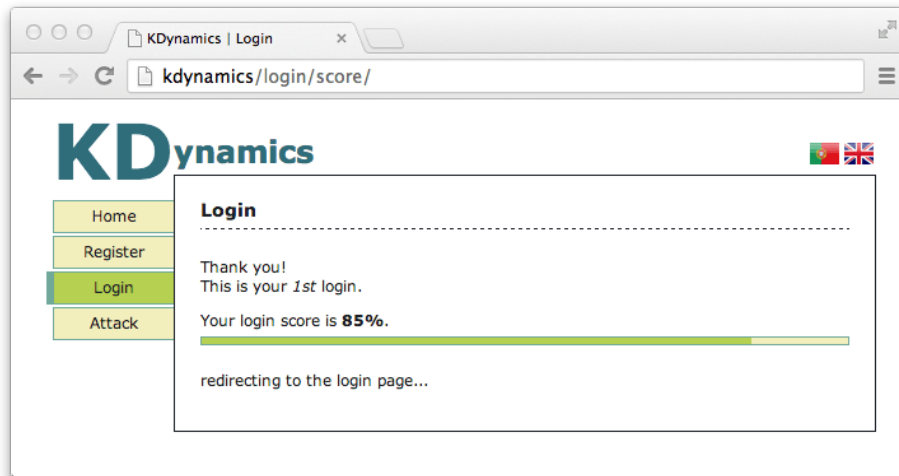 KDynamics | Login
kdynamics/login/score/
KDynamics
Login
Home
Register
Login
Attack
Thank you!
This is your 1st login.
Your login score is 85%.
redirecting to the login page...